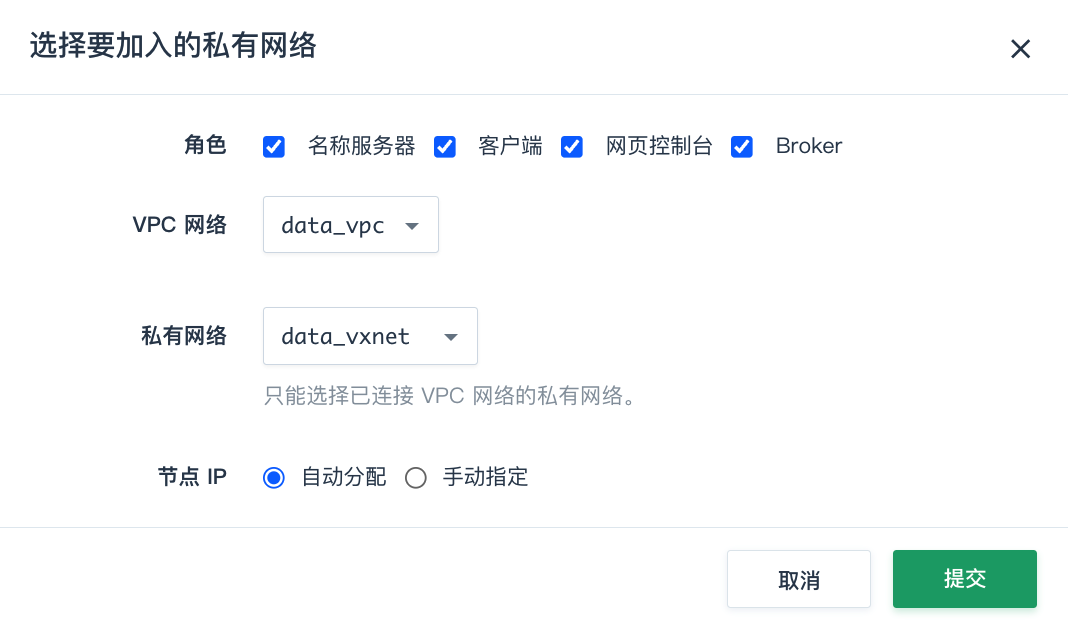 选择要加入的私有网络
角色 名称服务器 客户端 网页控制台 Broker
VPC 网络 data_vpc
私有网络 data_vxnet
只能选择已连接 VPC 网络的私有网络。
节点 IP 自动分配 手动指定
取消 提交